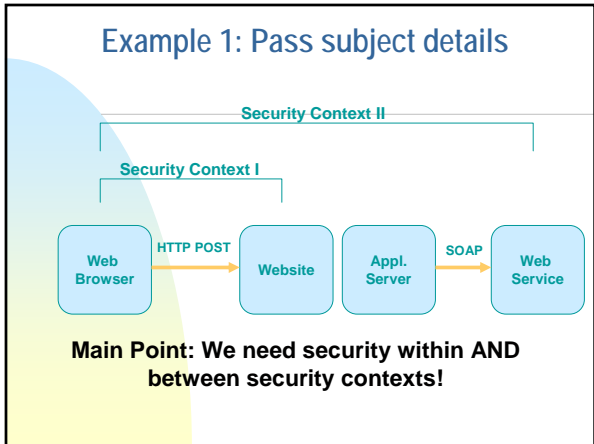 Example 1: Pass subject details
Security Context II
Security Context I
Web
Browser
HTTP POST
Website
Appl.
Server
SOAP
Web
Service
Main Point: We need security within AND
between security contexts!